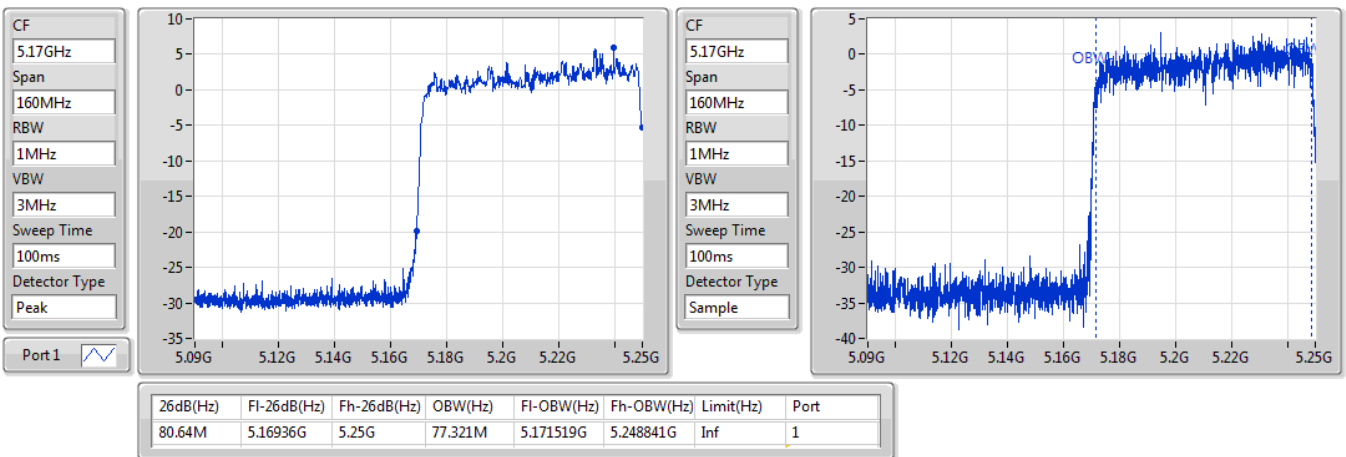 CF
5.17GHz
Span
160MHz
RBW
1MHz
VBW
3MHz
Sweep Time
100ms
Detector Type
Peak
Port 1
10
5
0
-5
-10
-15
-20
-25
-30
-35
5.09G 5.12G 5.14G 5.16G 5.18G 5.2G 5.22G 5.25G
CF
5.17GHz
Span
160MHz
RBW
1MHz
VBW
3MHz
Sweep Time
100ms
Detector Type
Sample
5
0
-5
-10
-15
-20
-25
-30
-35
-40
OBW
5.09G 5.12G 5.14G 5.16G 5.18G 5.2G 5.22G 5.25G
26dB(Hz) Fl-26dB(Hz) Fh-26dB(Hz) OBW(Hz) Fl-OBW(Hz) Fh-OBW(Hz) Limit(Hz) Port
80.64M 5.16936G 5.25G 77.321M 5.171519G 5.248841G Inf 1